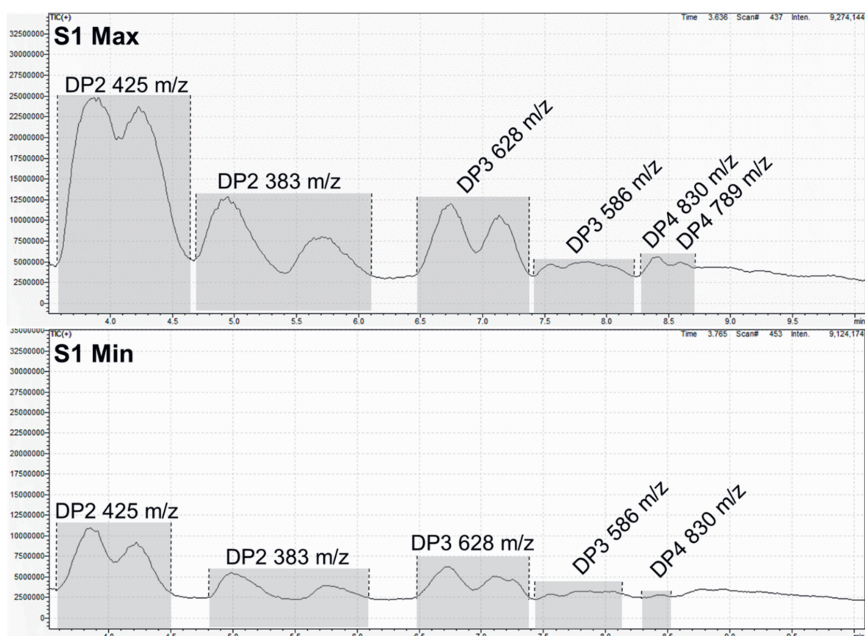 TIC(+)
Time 3.636 Scan# 437 Inten. 9,274,144
S1 Max
32500000
30000000
27500000
25000000
22500000
20000000
17500000
15000000
12500000
10000000
7500000
5000000
2500000
0
DP2 425 m/z
DP2 383 m/z
DP3 628 m/z
DP3 586 m/z
DP4 830 m/z
DP4 789 m/z
4.0 4.5 5.0 5.5 6.0 6.5 7.0 7.5 8.0 8.5 9.0 9.5 min
35000000
TIC(+)
Time 3.765 Scan# 453 Inten. 9,124,174
S1 Min
32500000
30000000
27500000
25000000
22500000
20000000
17500000
15000000
12500000
10000000
7500000
5000000
2500000
0
DP2 425 m/z
DP2 383 m/z
DP3 628 m/z
DP3 586 m/z
DP4 830 m/z